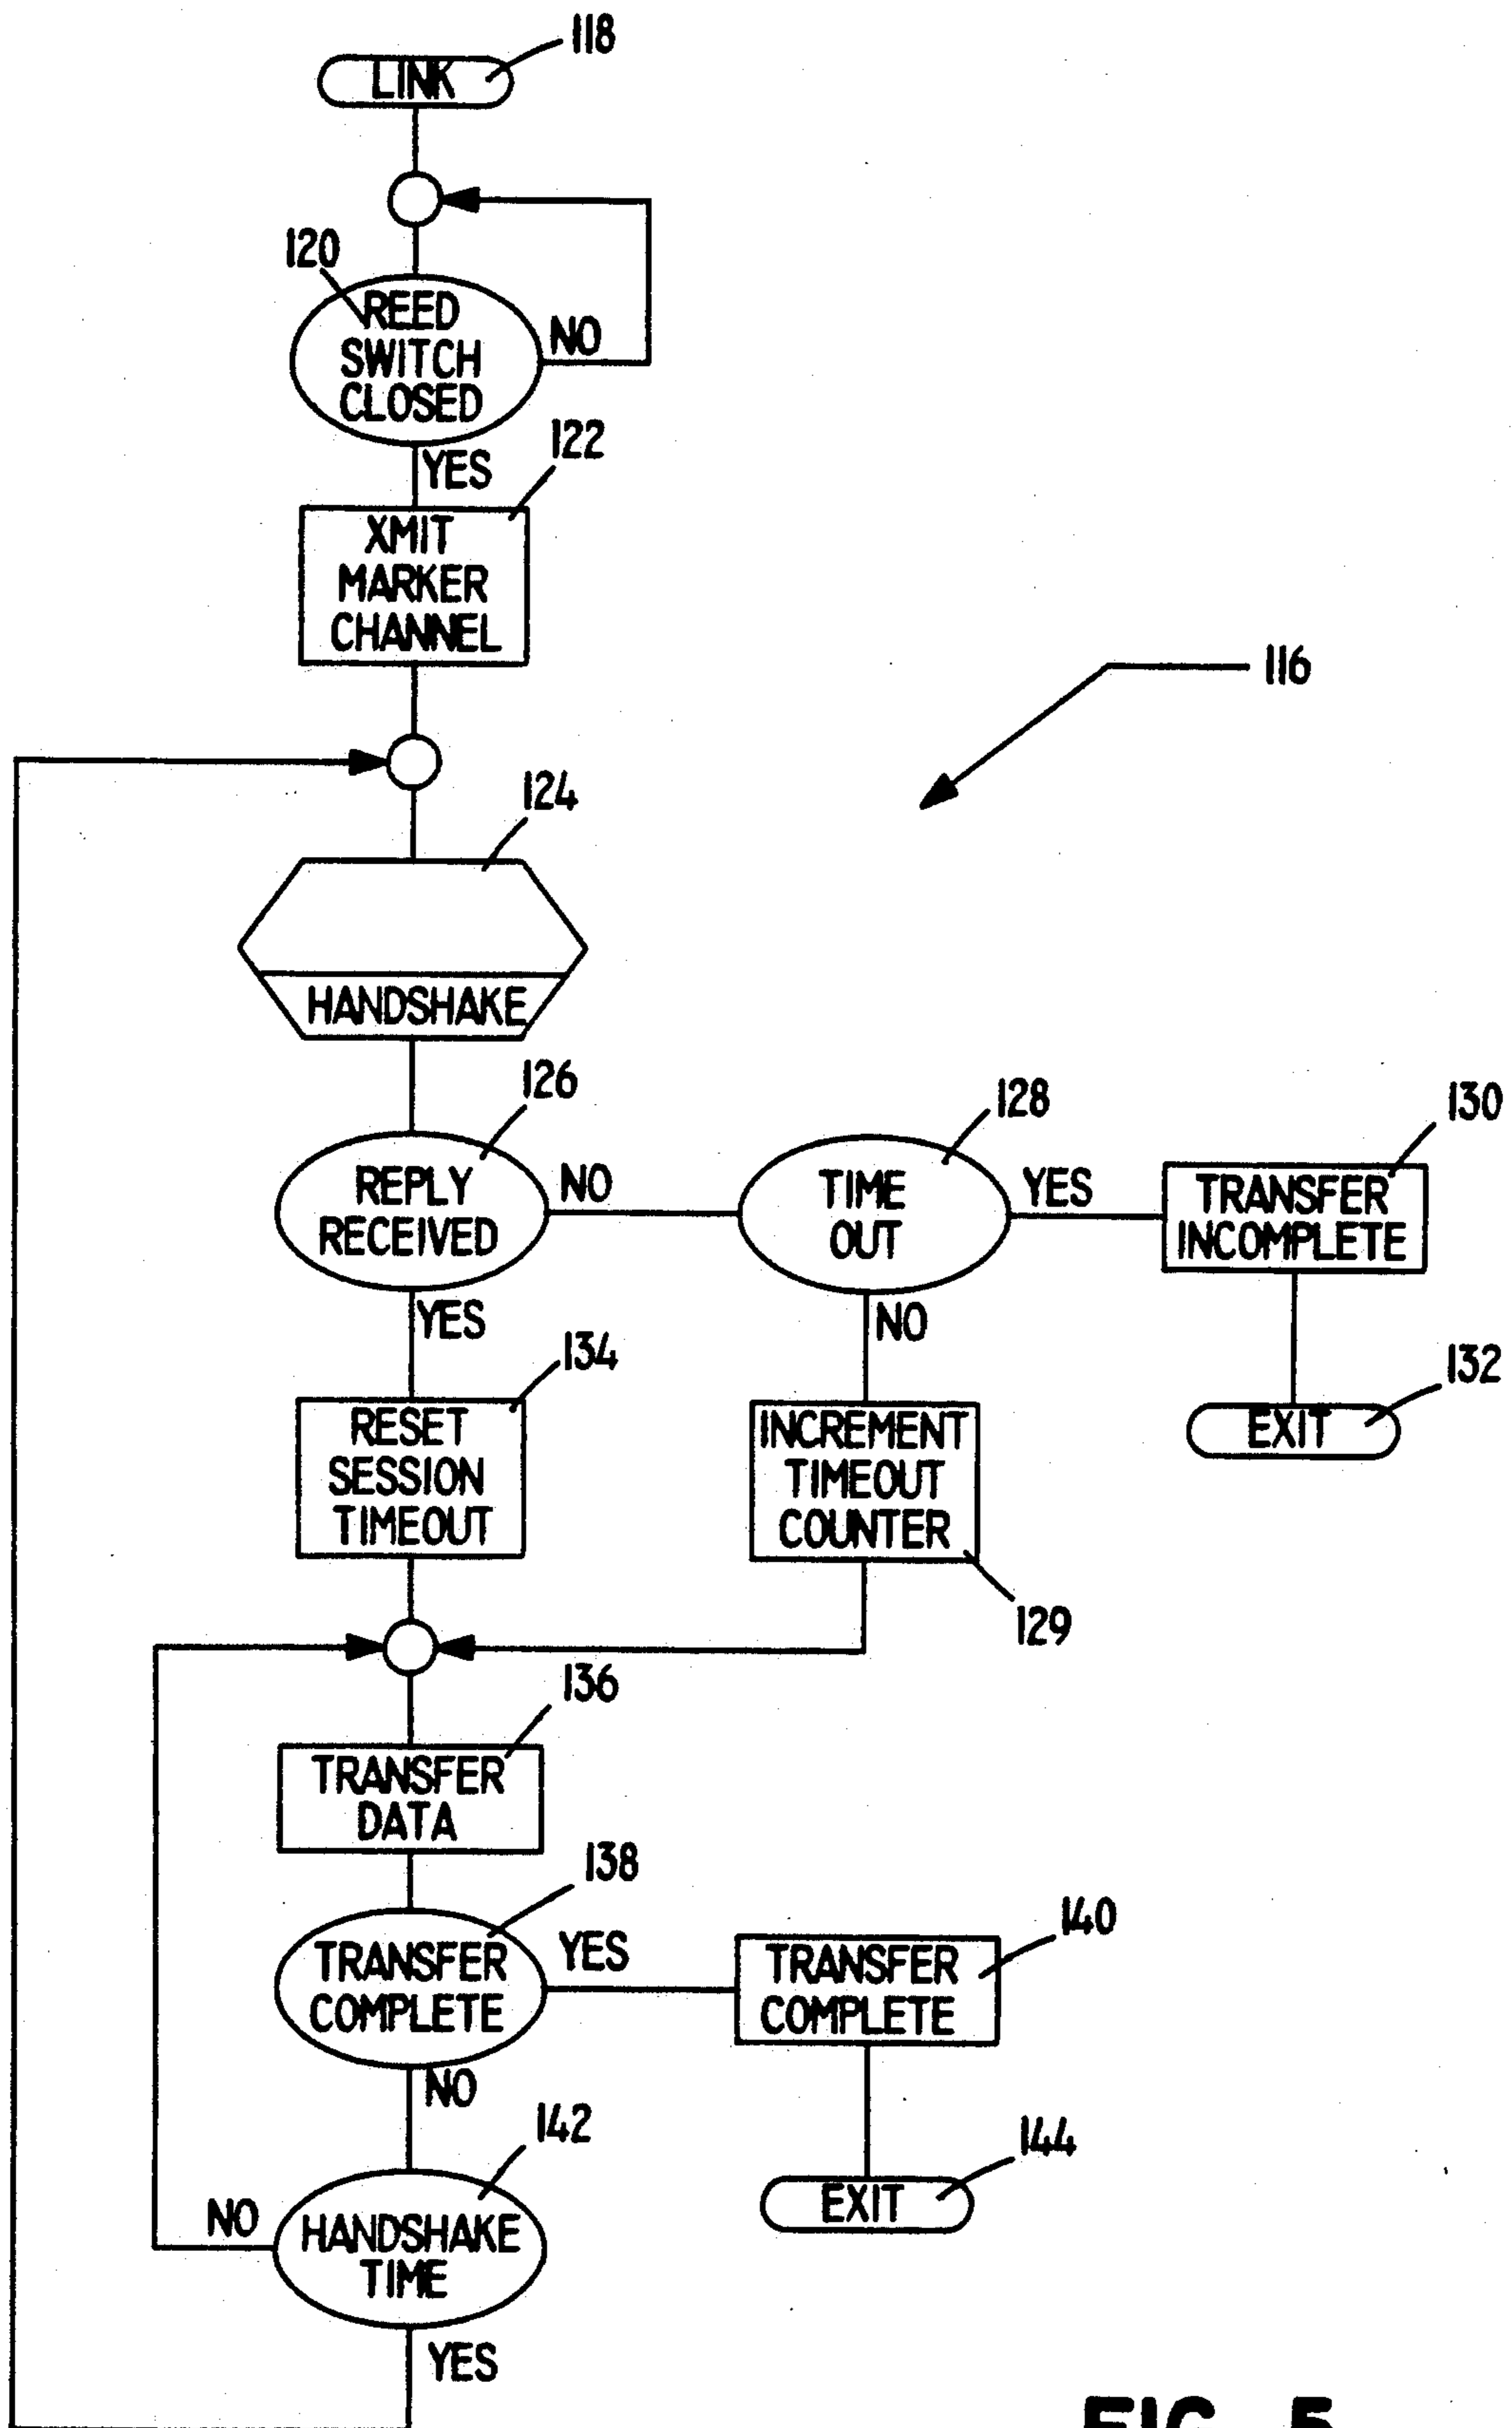 118
LINK
120
REED
SWITCH
CLOSED
NO
YES
122
XMIT
MARKER
CHANNEL
116
124
HANDSHAKE
126
REPLY
RECEIVED
NO
128
TIME
OUT
YES
130
TRANSFER
INCOMPLETE
132
EXIT
YES
NO
134
RESET
SESSION
TIMEOUT
INCREMENT
TIMEOUT
COUNTER
129
136
TRANSFER
DATA
138
TRANSFER
COMPLETE
YES
140
TRANSFER
COMPLETE
NO
142
144
EXIT
NO
HANDSHAKE
TIME
YES
FIG. 5